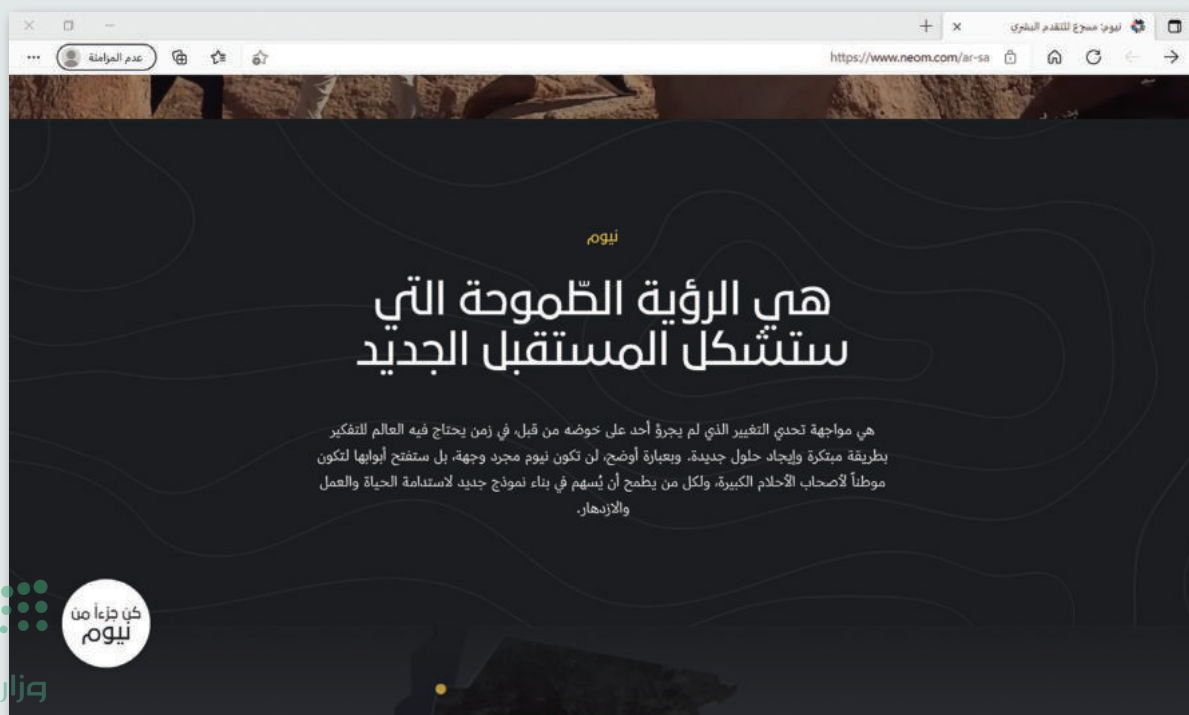 نيوم: مسرّع للتقدم البشري
https://www.neom.com/ar-sa
عدم المزامنة
نيوم
هي الرؤية الطّموحة التي
ستشكل المستقبل الجديد
هي مواجهة تحدي التغيير الذي لم يجرؤ أحد على خوضه من قبل، في زمن يحتاج فيه العالم للتفكير
بطريقة مبتكرة وإيجاد حلول جديدة. وبعبارة أوضح، لن تكون نيوم مجرد وجهة، بل ستفتح أبوابها لتكون
موطناً لأصحاب الأحلام الكبيرة، ولكل من يطمح أن يُسهم في بناء نموذج جديد لاستدامة الحياة والعمل
والازدهار.
كن جزءاً من
نيوم